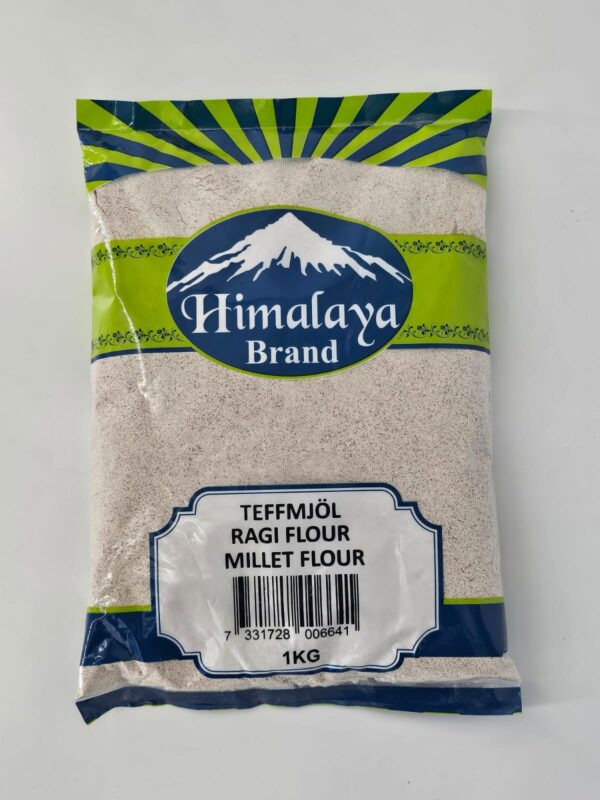 Himalaya
Brand
TEFFMJÖL
RAGI FLOUR
MILLET FLOUR
7 331728 006641
1KG